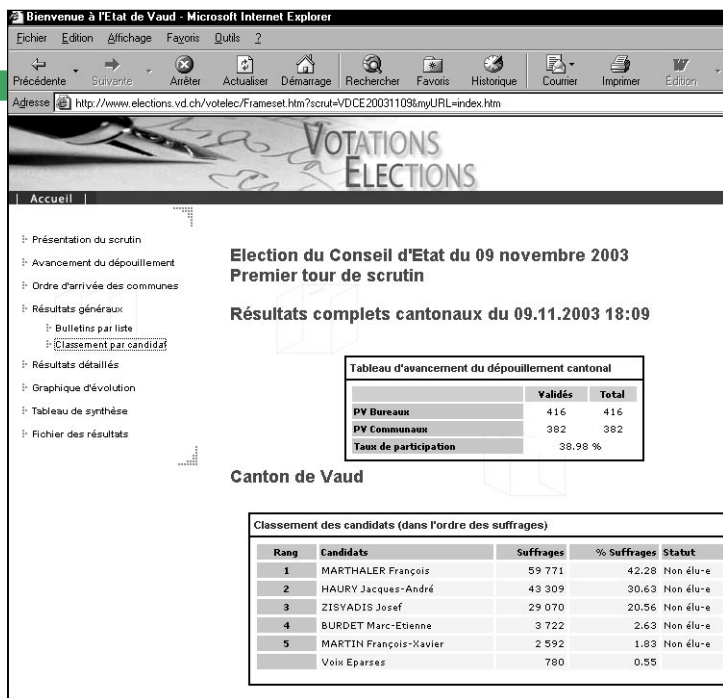 Bienvenue à l'Etat de Vaud - Microsoft Internet Explorer
Fichier Edition Affichage Favoris Outils ?
Précédente Suivante Arrêter Actualiser Démarrage Rechercher Favoris Historique Courrier Imprimer Édition
Adresse http://www.elections.vd.ch/votelec/Frameset.htm?scrut=VDCE20031109&myURL=index.htm
VOTATIONS
ELECTIONS
| Accueil |
Présentation du scrutin
Avancement du dépouillement
Ordre d'arrivée des communes
Résultats généraux
Bulletins par liste
Classement par candidat
Résultats détaillés
Graphique d'évolution
Tableau de synthèse
Fichier des résultats
Election du Conseil d'Etat du 09 novembre 2003
Premier tour de scrutin
Résultats complets cantonaux du 09.11.2003 18:09
Tableau d'avancement du dépouillement cantonal
Validés Total
PV Bureaux 416 416
PV Communaux 382 382
Taux de participation 38.98 %
Canton de Vaud
Classement des candidats (dans l'ordre des suffrages)
Rang Candidats Suffrages % Suffrages Statut
1 MARTHALER François 59 771 42.28 Non élu-e
2 HAURY Jacques-André 43 309 30.63 Non élu-e
3 ZISYADIS Josef 29 070 20.56 Non élu-e
4 BURDET Marc-Etienne 3 722 2.63 Non élu-e
5 MARTIN François-Xavier 2 592 1.83 Non élu-e
Voix Eparses 780 0.55